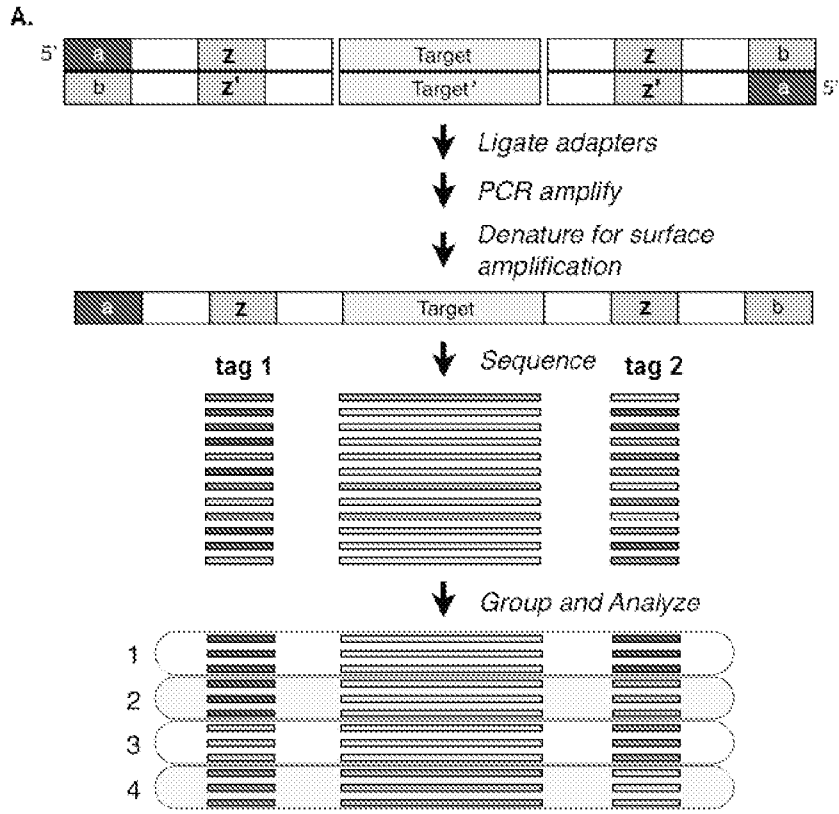 A.
5' a z Target z b
b z' Target' z' a 5'
Ligate adapters
PCR amplify
Denature for surface
amplification
a z Target z b
Sequence
tag 1 tag 2
Group and Analyze
1
2
3
4